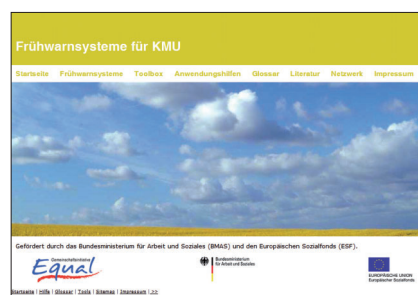 Frühwarnsysteme für KMU
Startseite Frühwarnsysteme Toolbox Anwendungshilfen Glossar Literatur Netzwerk Impressum
Gefördert durch das Bundesministerium für Arbeit und Soziales (BMAS) und den Europäischen Sozialfonds (ESF).
Gemeinschaftsinitiative
Equal
Bundesministerium
für Arbeit und Soziales
EUROPÄISCHE UNION
Europäischer Sozialfonds
Startseite | Hilfe | Glossar | Tools | Sitemap | Impressum | >>